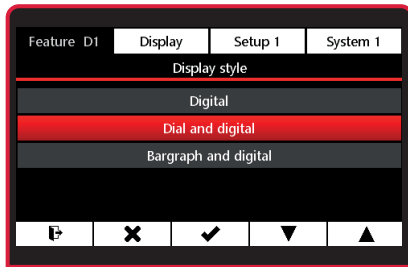 Feature D1 Display Setup 1 System 1
Display style
Digital
Dial and digital
Bargraph and digital